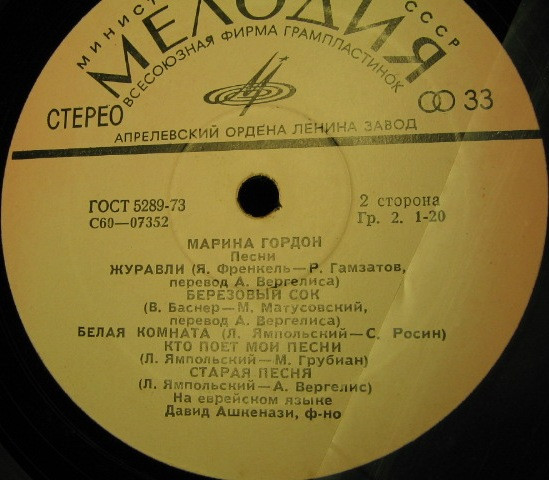 СССР
МЕЛОДИЯ
ВСЕСОЮЗНАЯ ФИРМА ГРАМПЛАСТИНОК
СТЕРЕО
33
АПРЕЛЕВСКИЙ ОРДЕНА ЛЕНИНА ЗАВОД
ГОСТ 5289-73
С60—07352
2 сторона
Гр. 2. 1-20
МАРИНА ГОРДОН
Песни
ЖУРАВЛИ (Я. Френкель—Р. Гамзатов,
перевод А. Вергелиса)
БЕРЕЗОВЫЙ СОК
(В. Баснер—М. Матусовский,
перевод А. Вергелиса)
БЕЛАЯ КОМНАТА (Л. Ямпольский—С. Росин)
КТО ПОЕТ МОИ ПЕСНИ
(Л. Ямпольский—М. Грубиан)
СТАРАЯ ПЕСНЯ
(Л. Ямпольский—А. Вергелис)
На еврейском языке
Давид Ашкенази, ф-но